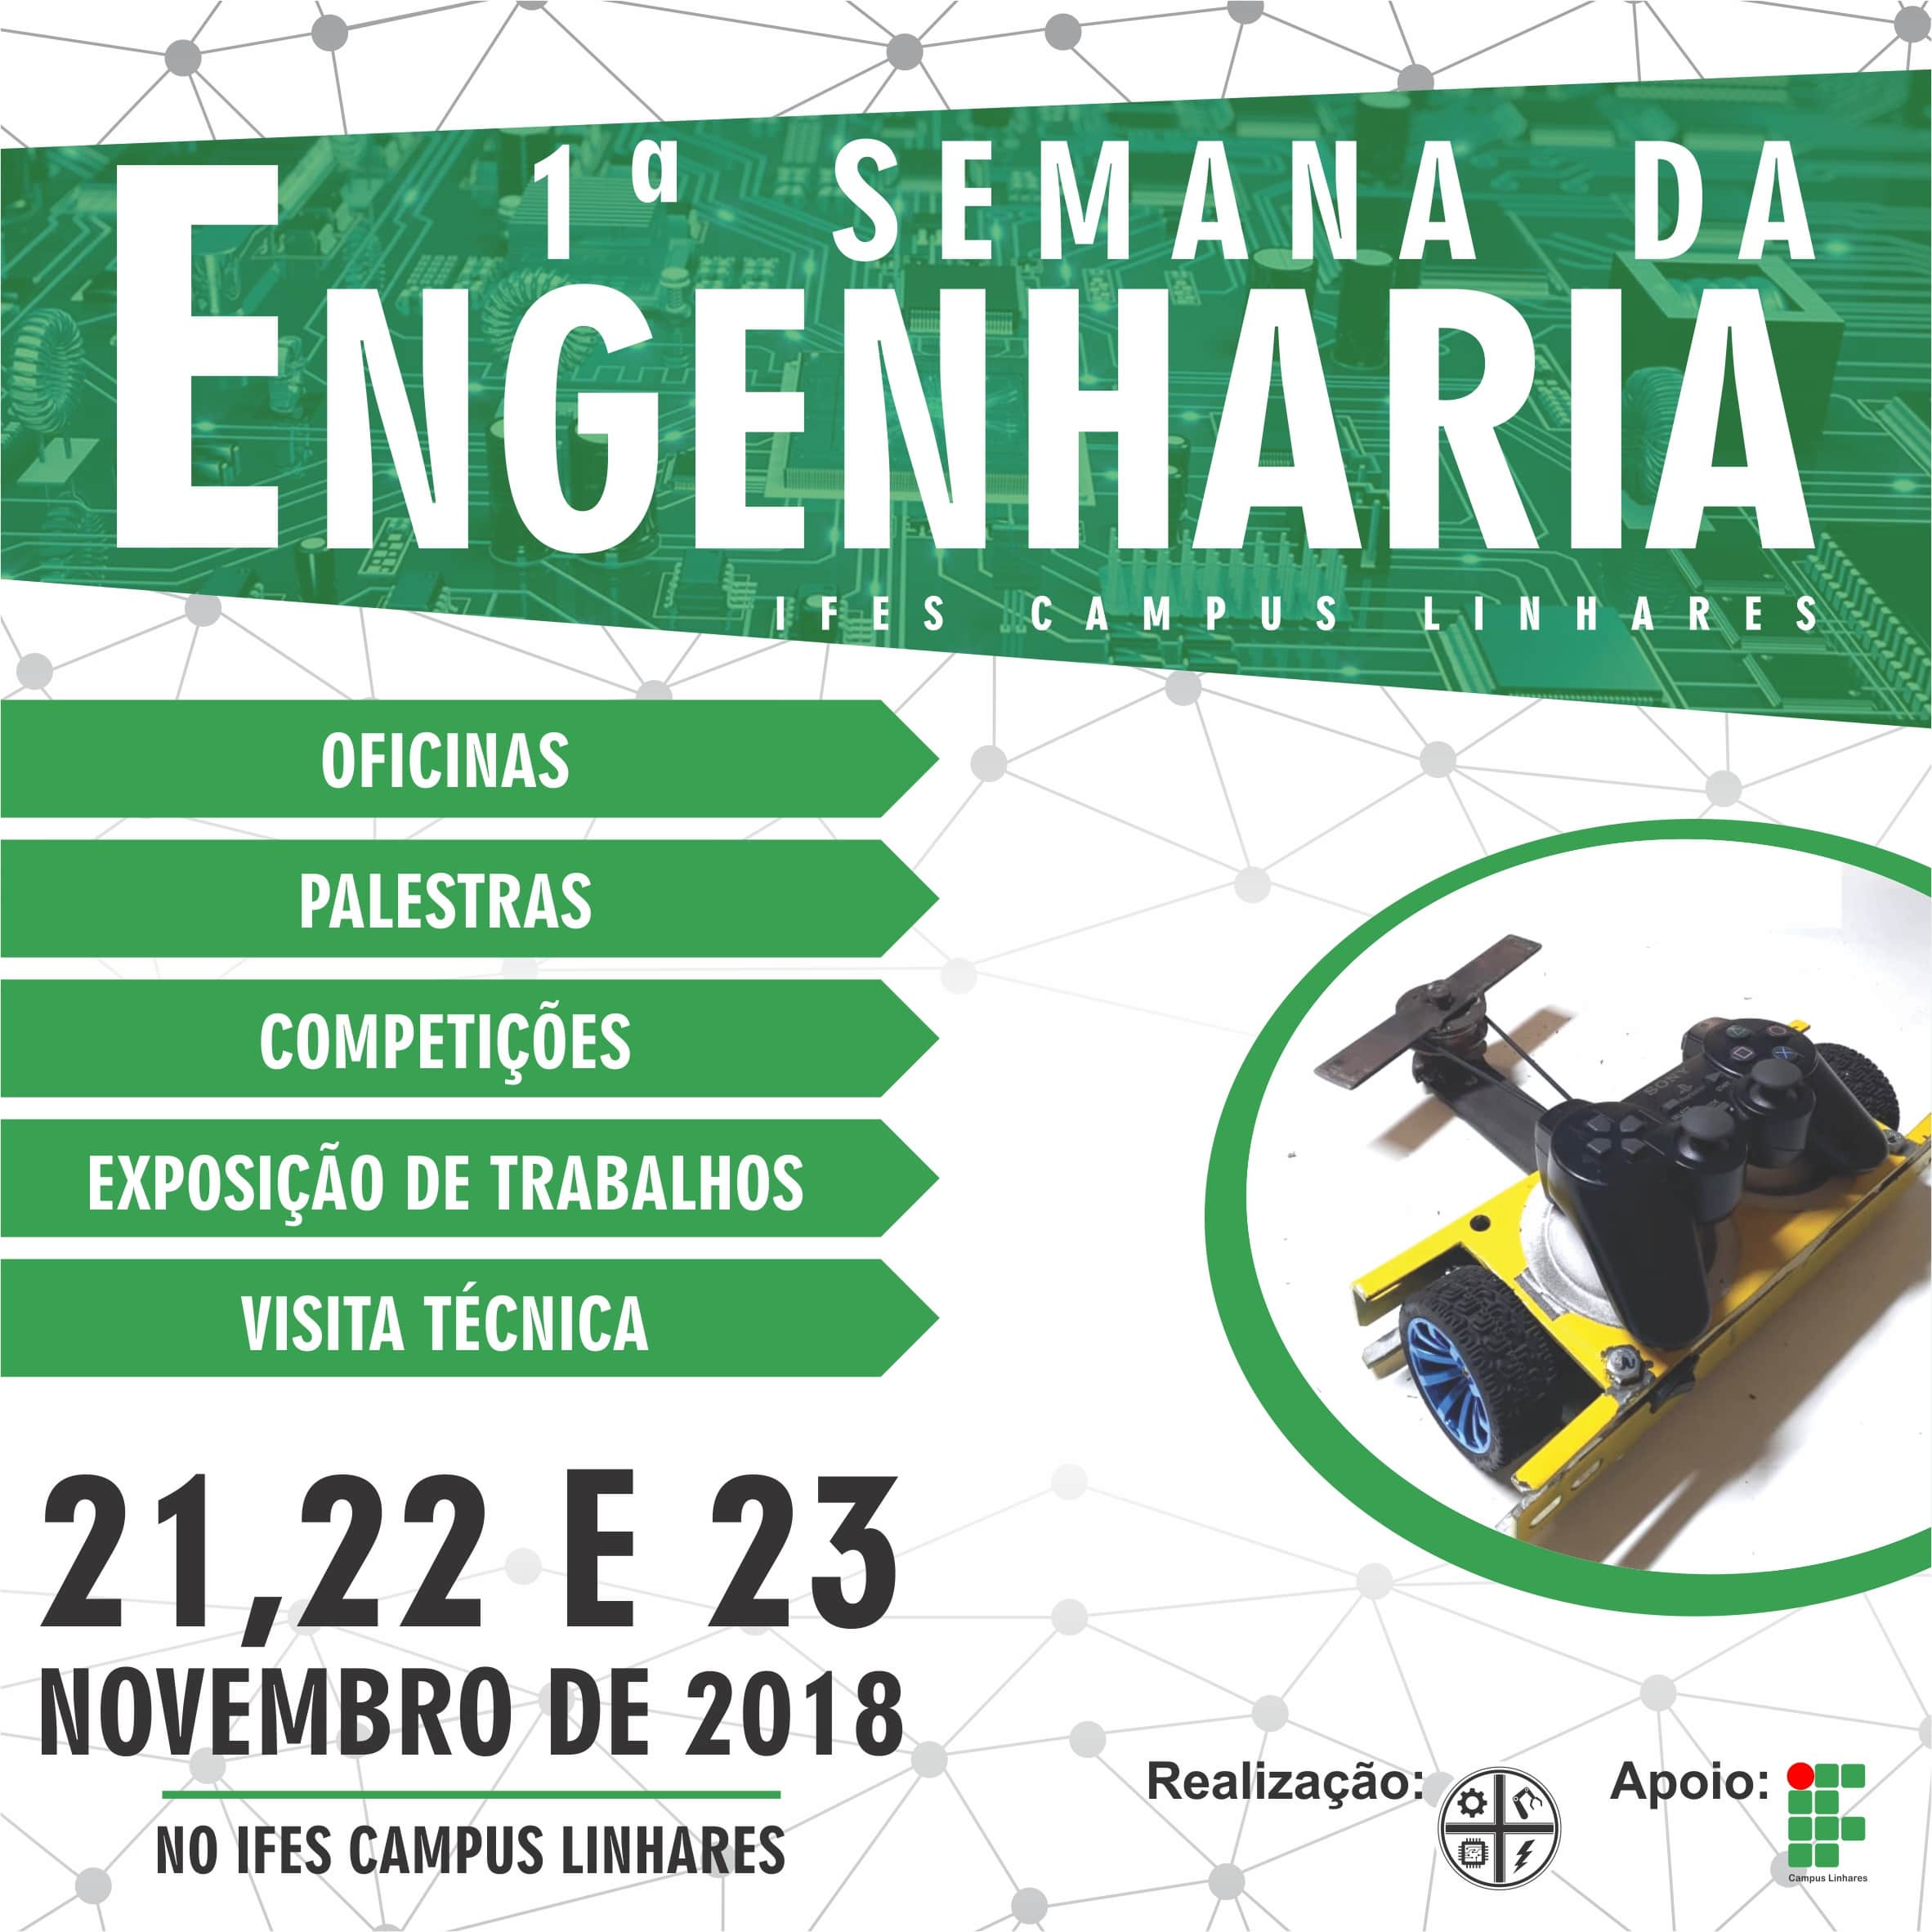 1ª SEMANA DA
ENGENHARIA
IFES CAMPUS LINHARES
OFICINAS
PALESTRAS
COMPETIÇÕES
EXPOSIÇÃO DE TRABALHOS
VISITA TÉCNICA
SONY
21,22 E 23
NOVEMBRO DE 2018
NO IFES CAMPUS LINHARES
Realização:
Apoio:
Campus Linhares